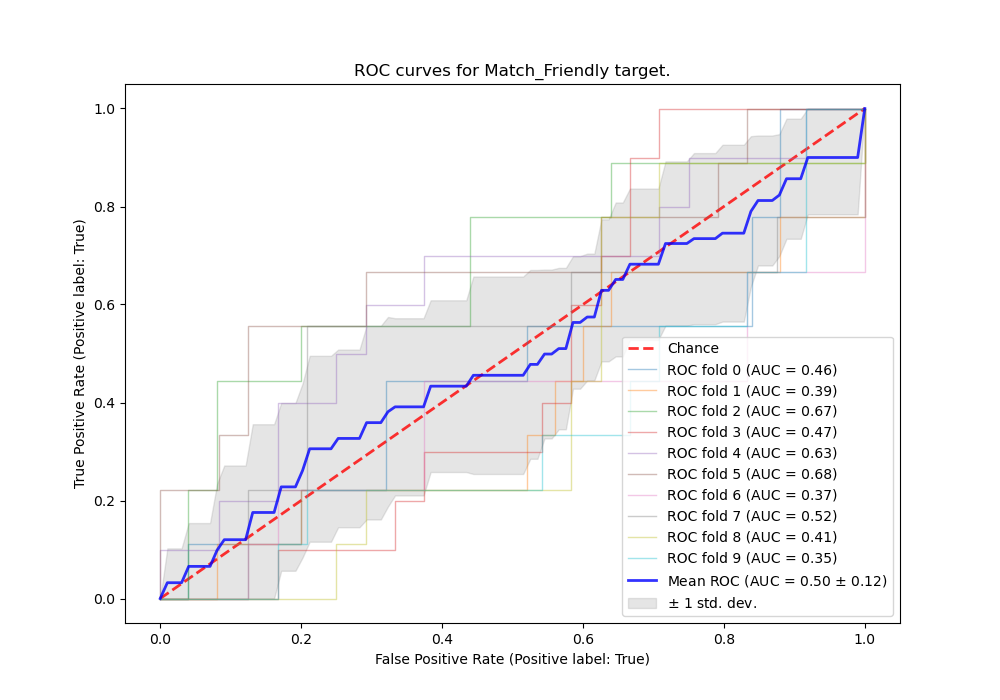 ROC curves for Match_Friendly target.
True Positive Rate (Positive label: True)
1.0
0.8
0.6
0.4
0.2
0.0
Chance
ROC fold 0 (AUC = 0.46)
ROC fold 1 (AUC = 0.39)
ROC fold 2 (AUC = 0.67)
ROC fold 3 (AUC = 0.47)
ROC fold 4 (AUC = 0.63)
ROC fold 5 (AUC = 0.68)
ROC fold 6 (AUC = 0.37)
ROC fold 7 (AUC = 0.52)
ROC fold 8 (AUC = 0.41)
ROC fold 9 (AUC = 0.35)
Mean ROC (AUC = 0.50 ± 0.12)
± 1 std. dev.
0.0 0.2 0.4 0.6 0.8 1.0
False Positive Rate (Positive label: True)